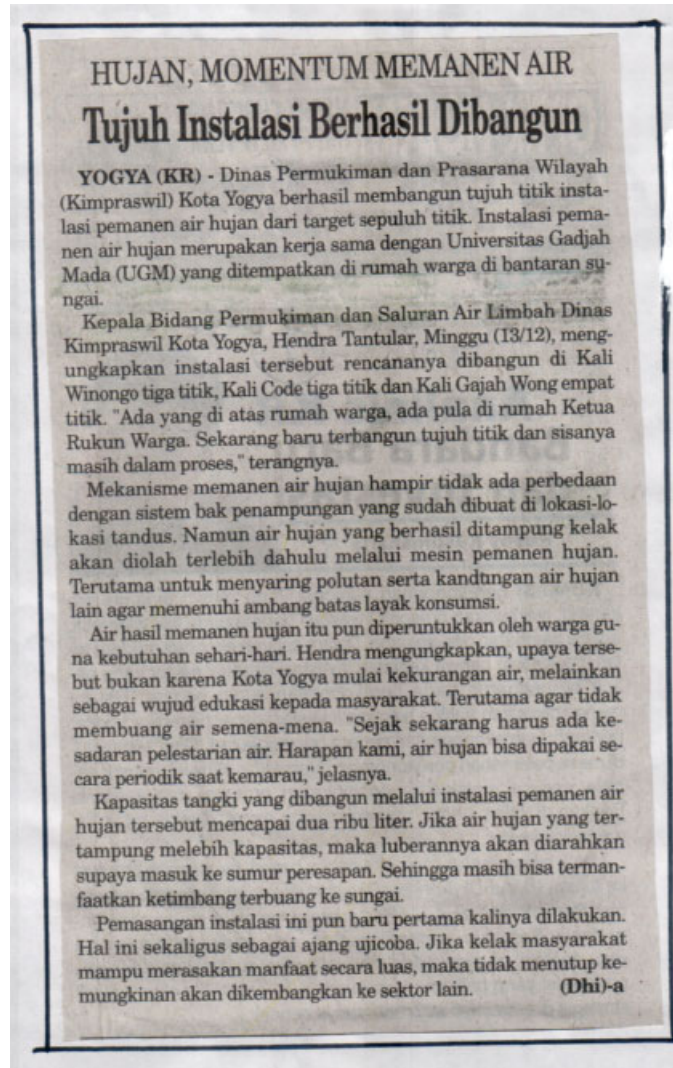 HUJAN, MOMENTUM MEMANEN AIR
Tujuh Instalasi Berhasil Dibangun
YOGYA (KR) - Dinas Permukiman dan Prasarana Wilayah
(Kimpraswil) Kota Yogya berhasil membangun tujuh titik insta-
lasi pemanen air hujan dari target sepuluh titik. Instalasi pema-
nen air hujan merupakan kerja sama dengan Universitas Gadjah
Mada (UGM) yang ditempatkan di rumah warga di bantaran su-
ngai.
Kepala Bidang Permukiman dan Saluran Air Limbah Dinas
Kimpraswil Kota Yogya, Hendra Tantular, Minggu (13/12), meng-
ungkapkan instalasi tersebut rencananya dibangun di Kali
Winongo tiga titik, Kali Code tiga titik dan Kali Gajah Wong empat
titik. "Ada yang di atas rumah warga, ada pula di rumah Ketua
Rukun Warga. Sekarang baru terbangun tujuh titik dan sisanya
masih dalam proses," terangnya.
Mekanisme memanen air hujan hampir tidak ada perbedaan
dengan sistem bak penampungan yang sudah dibuat di lokasi-lo-
kasi tandus. Namun air hujan yang berhasil ditampung kelak
akan diolah terlebih dahulu melalui mesin pemanen hujan.
Terutama untuk menyaring polutan serta kandungan air hujan
lain agar memenuhi ambang batas layak konsumsi.
Air hasil memanen hujan itu pun diperuntukkan oleh warga gu-
na kebutuhan sehari-hari. Hendra mengungkapkan, upaya terse-
but bukan karena Kota Yogya mulai kekurangan air, melainkan
sebagai wujud edukasi kepada masyarakat. Terutama agar tidak
membuang air semena-mena. "Sejak sekarang harus ada ke-
sadaran pelestarian air. Harapan kami, air hujan bisa dipakai se-
cara periodik saat kemarau," jelasnya.
Kapasitas tangki yang dibangun melalui instalasi pemanen air
hujan tersebut mencapai dua ribu liter. Jika air hujan yang ter-
tampung melebih kapasitas, maka luberannya akan diarahkan
supaya masuk ke sumur peresapan. Sehingga masih bisa terman-
faatkan ketimbang terbuang ke sungai.
Pemasangan instalasi ini pun baru pertama kalinya dilakukan.
Hal ini sekaligus sebagai ajang ujicoba. Jika kelak masyarakat
mampu merasakan manfaat secara luas, maka tidak menutup ke-
mungkinan akan dikembangkan ke sektor lain. (Dhi)-a